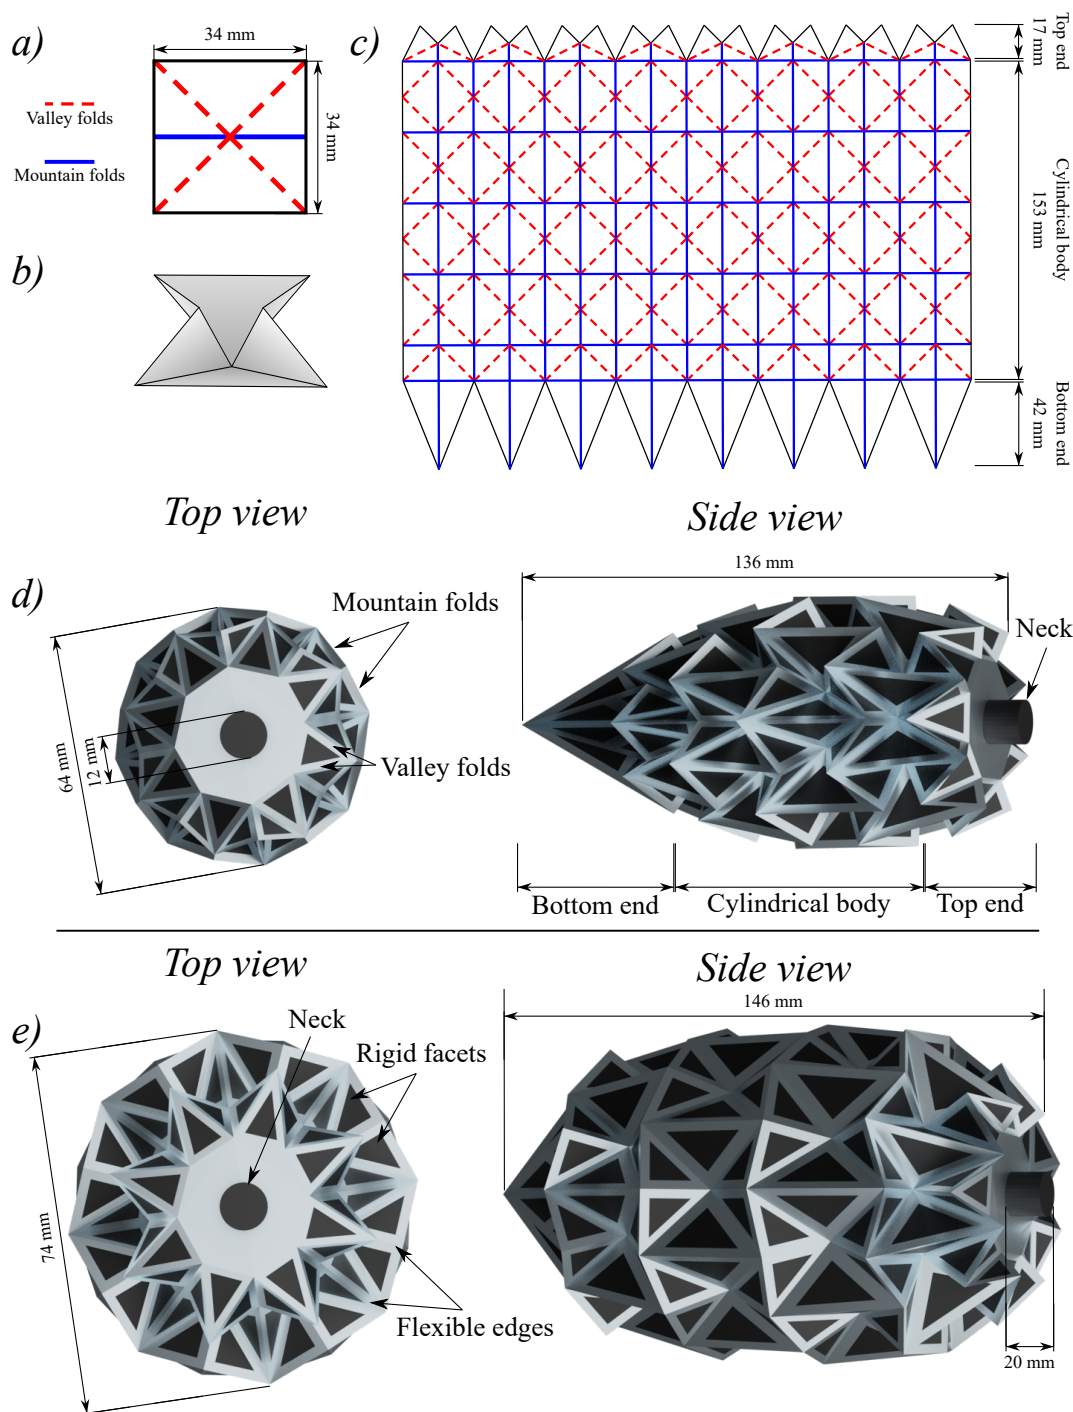 a)
34 mm
34 mm
Valley folds
Mountain folds
b)
c)
Top end
17 mm
Cylindrical body
153 mm
Bottom end
42 mm
Top view
Side view
d)
64 mm
12 mm
Mountain folds
Valley folds
136 mm
Neck
Bottom end
Cylindrical body
Top end
Top view
Side view
e)
74 mm
Neck
Rigid facets
Flexible edges
146 mm
20 mm